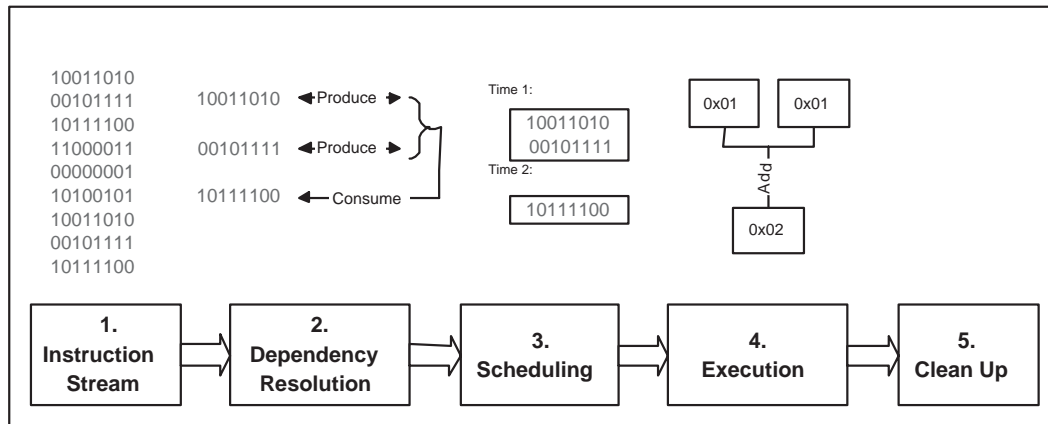 10011010
00101111
10111100
11000011
00000001
10100101
10011010
00101111
10111100
10011010 Produce
00101111 Produce
10111100 Consume
Time 1:
10011010
00101111
Time 2:
10111100
0x01 0x01
Add
0x02
1.
Instruction
Stream
2.
Dependency
Resolution
3.
Scheduling
4.
Execution
5.
Clean Up